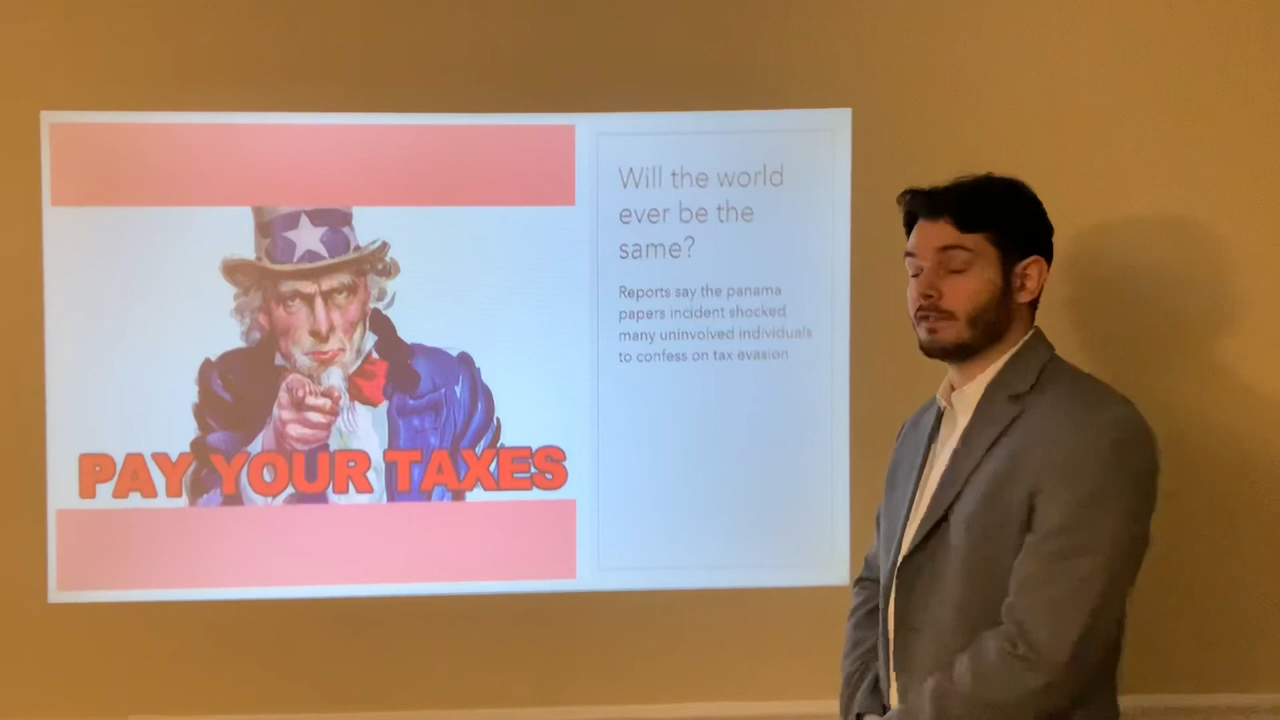 PAY YOUR TAXES
Will the world
ever be the
same?
Reports say the panama
papers incident shocked
many uninvolved individuals
to confess on tax evasion